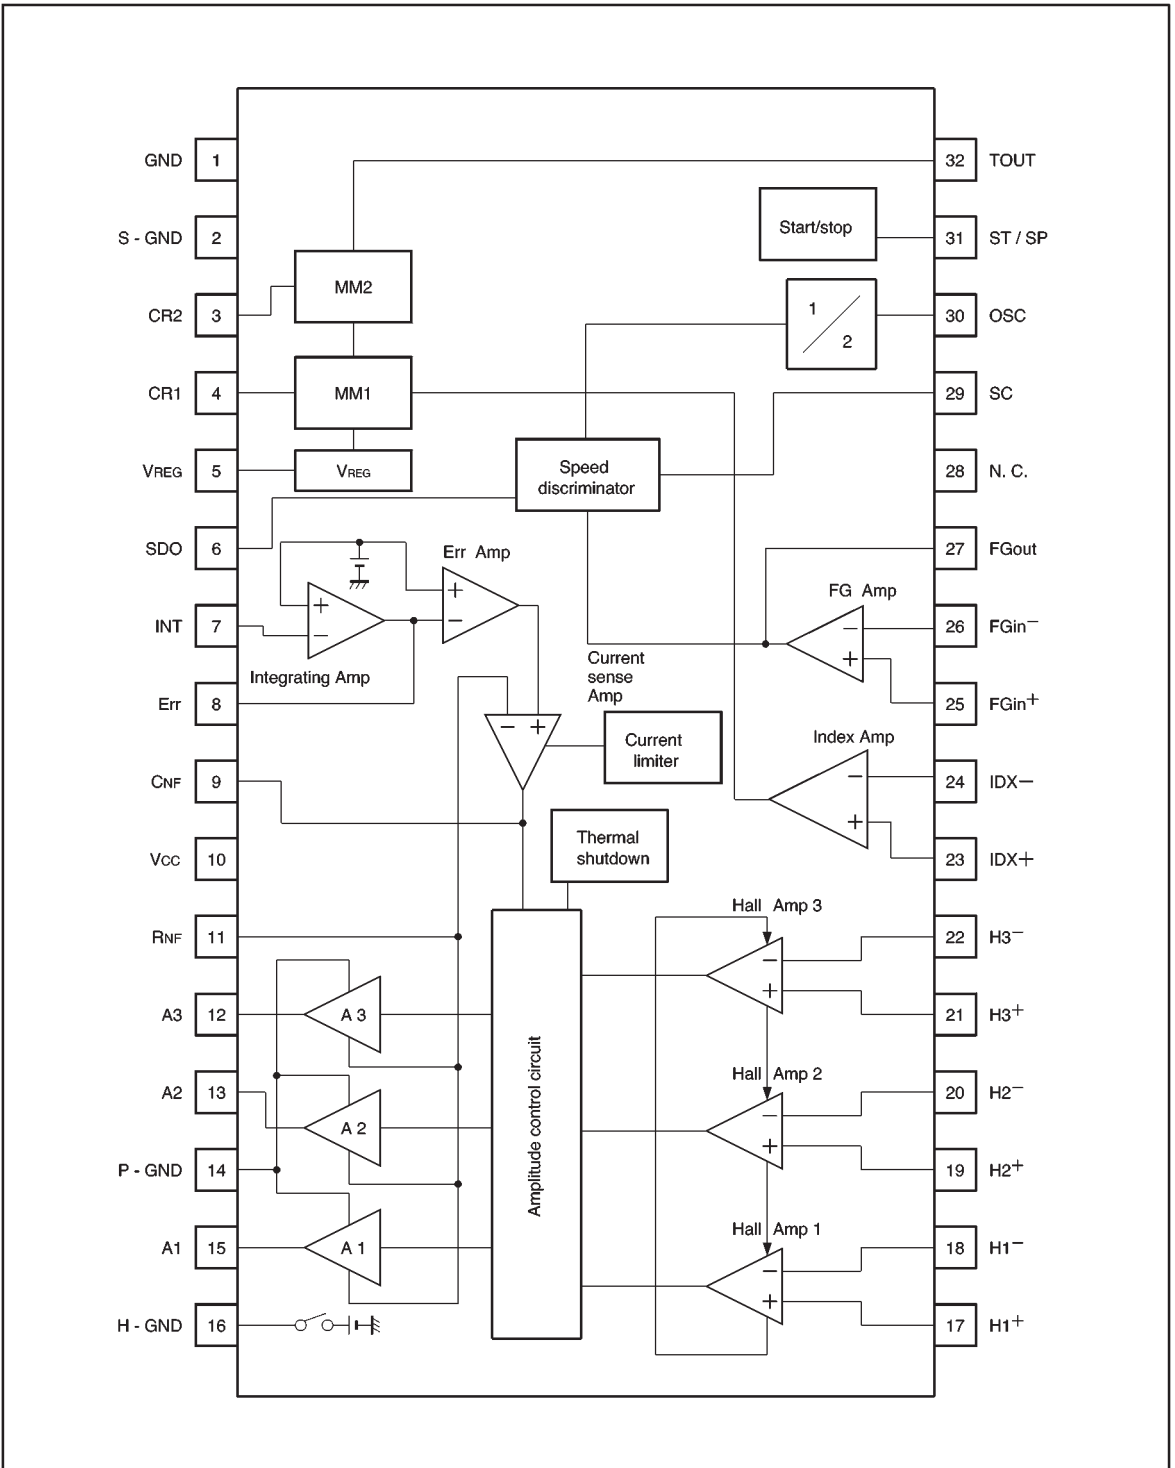 GND 1
S - GND 2
CR2 3
CR1 4
VREG 5
SDO 6
INT 7
Err 8
CNF 9
VCC 10
RNF 11
A3 12
A2 13
P - GND 14
A1 15
H - GND 16
32 TOUT
31 ST / SP
30 OSC
29 SC
28 N. C.
27 FGout
26 FGin−
25 FGin+
24 IDX−
23 IDX+
22 H3−
21 H3+
20 H2−
19 H2+
18 H1−
17 H1+
Start/stop
MM2
1
2
MM1
VREG
Speed
discriminator
Err Amp
+
−
+
−
Integrating Amp
FG Amp
−
+
Current
sense
Amp
− +
Current
limiter
Index Amp
−
+
Thermal
shutdown
Hall Amp 3
−
+
A 3
Hall Amp 2
−
+
A 2
Amplitude control circuit
Hall Amp 1
−
+
A 1